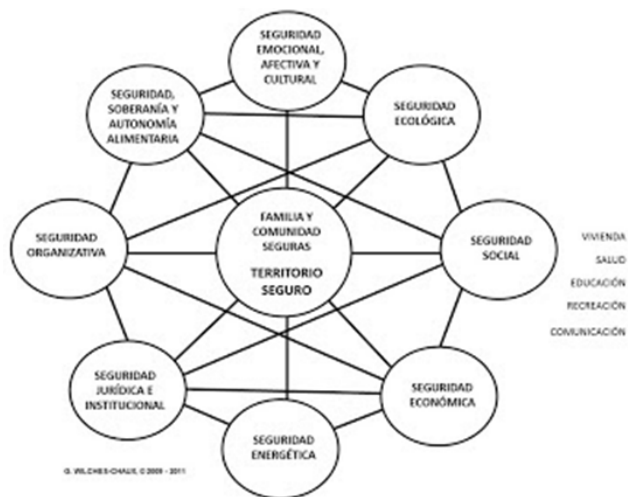 SEGURIDAD
EMOCIONAL,
AFECTIVA Y
CULTURAL
SEGURIDAD,
SOBERANÍA Y
AUTONOMÍA
ALIMENTARIA
SEGURIDAD
ECOLÓGICA
SEGURIDAD
ORGANIZATIVA
FAMILIA Y
COMUNIDAD
SEGURAS
TERRITORIO
SEGURO
SEGURIDAD
SOCIAL
VIVIENDA
SALUD
EDUCACIÓN
RECREACIÓN
COMUNICACIÓN
SEGURIDAD
JURÍDICA E
INSTITUCIONAL
SEGURIDAD
ECONÓMICA
SEGURIDAD
ENERGÉTICA
G. WILCHES-CHAUX, © 2009 - 2011